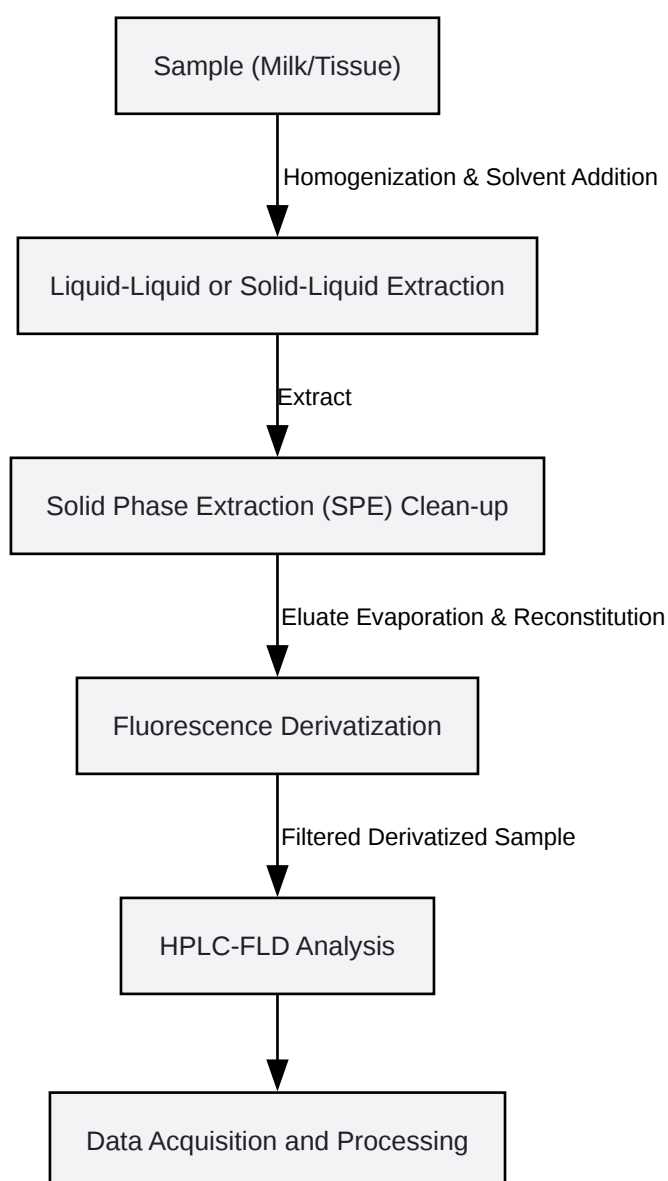 Sample (Milk/Tissue)
Homogenization & Solvent Addition
Liquid-Liquid or Solid-Liquid Extraction
Extract
Solid Phase Extraction (SPE) Clean-up
Eluate Evaporation & Reconstitution
Fluorescence Derivatization
Filtered Derivatized Sample
HPLC-FLD Analysis
Data Acquisition and Processing